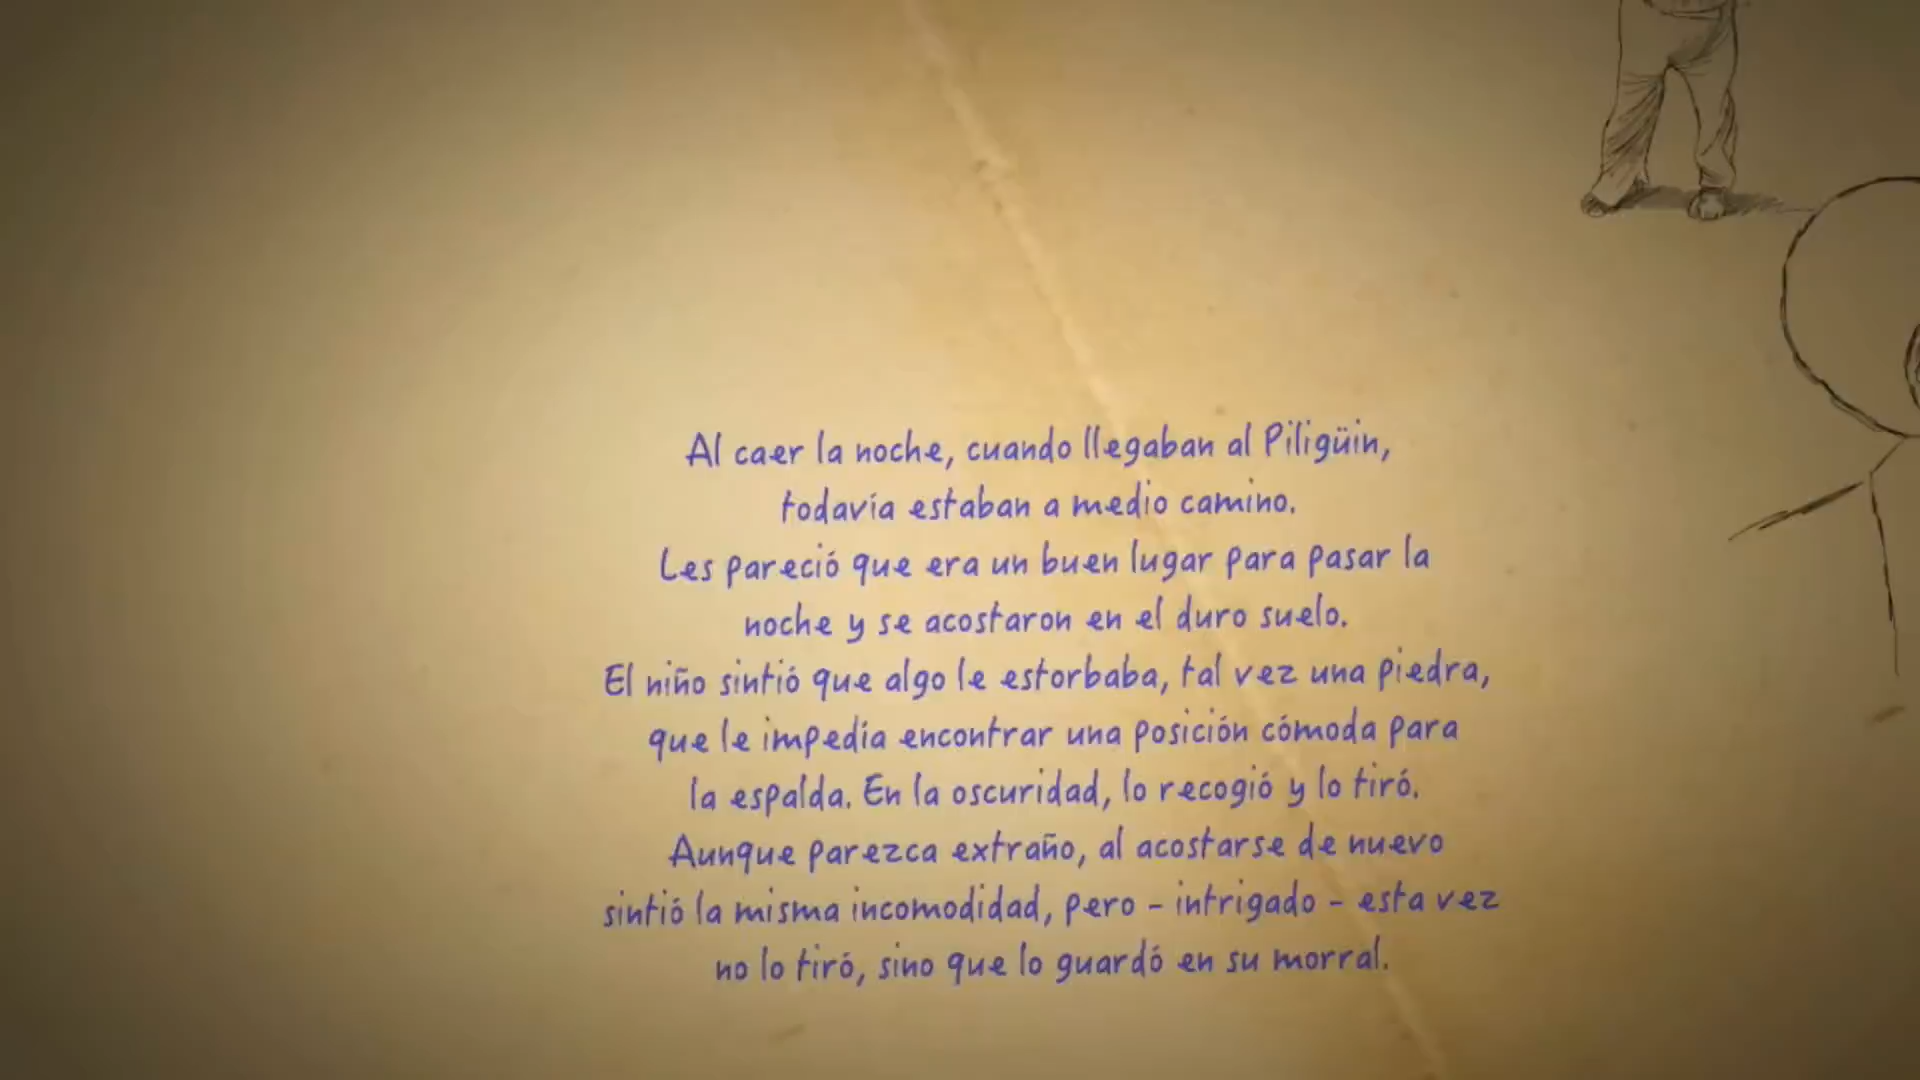 Al caer la noche, cuando llegaban al Piligüin,
todavía estaban a medio camino.
Les pareció que era un buen lugar para pasar la
noche y se acostaron en el duro suelo.
El niño sintió que algo le estorbaba, tal vez una piedra,
que le impedía encontrar una posición cómoda para
la espalda. En la oscuridad, lo recogió y lo tiró.
Aunque parezca extraño, al acostarse de nuevo
sintió la misma incomodidad, pero - intrigado - esta vez
no lo tiró, sino que lo guardó en su morral.